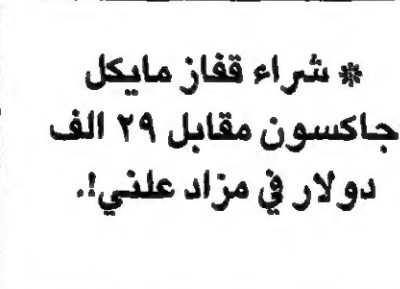 * شراء قفاز مايكل
جاكسون مقابل ٢٩ الف
دولار في مزاد علني!.